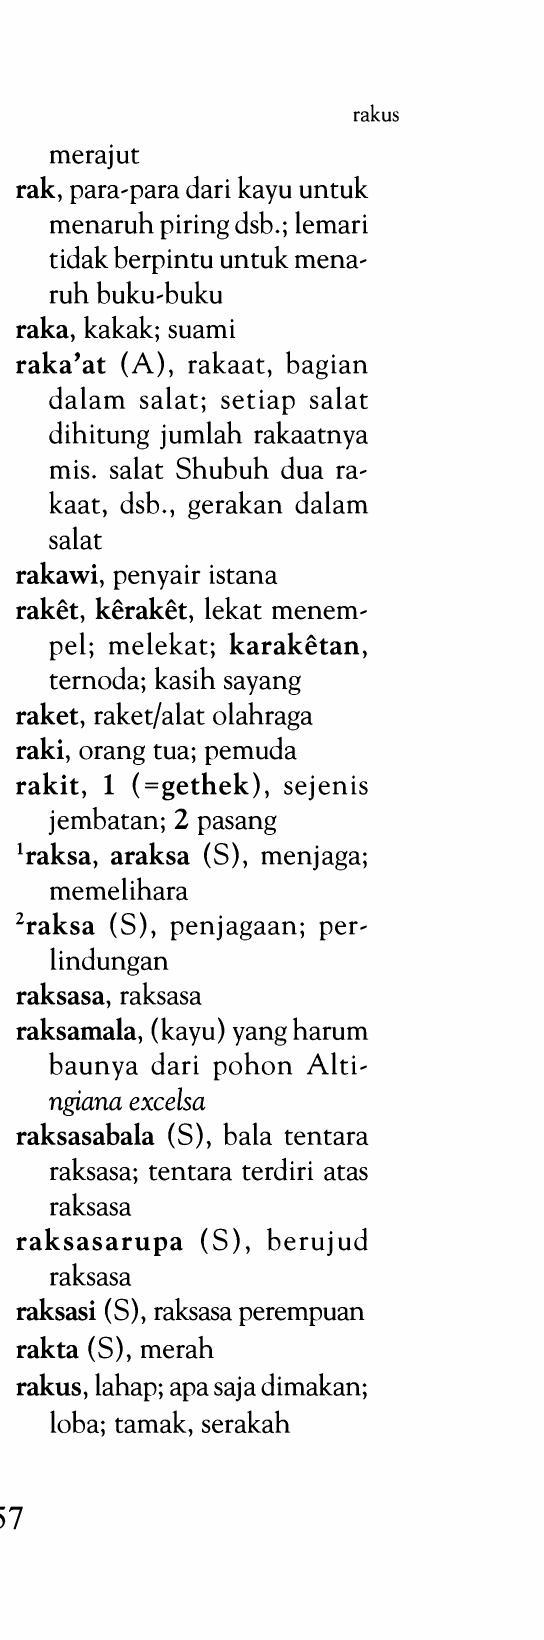 rakus
merajut
rak, para-para dari kayu untuk
menaruh piring dsb.; lemari
tidak berpintu untuk mena-
ruh buku-buku
raka, kakak; suami
raka’at (A), rakaat, bagian
dalam salat; setiap salat
dihitung jumlah rakaatnya
mis. salat Shubuh dua ra-
kaat, dsb., gerakan dalam
salat
rakawi, penyair istana
rakêt, kêrakêt, lekat menem-
pel; melekat; karakêtan,
ternoda; kasih sayang
raket, raket/alat olahraga
raki, orang tua; pemuda
rakit, 1 (=gethek), sejenis
jembatan; 2 pasang
¹raksa, araksa (S), menjaga;
memelihara
²raksa (S), penjagaan; per-
lindungan
raksasa, raksasa
raksamala, (kayu) yang harum
baunya dari pohon Alti-
ngiana excelsa
raksasabala (S), bala tentara
raksasa; tentara terdiri atas
raksasa
raksasarupa (S), berujud
raksasa
raksasi (S), raksasa perempuan
rakta (S), merah
rakus, lahap; apa saja dimakan;
loba; tamak, serakah
57